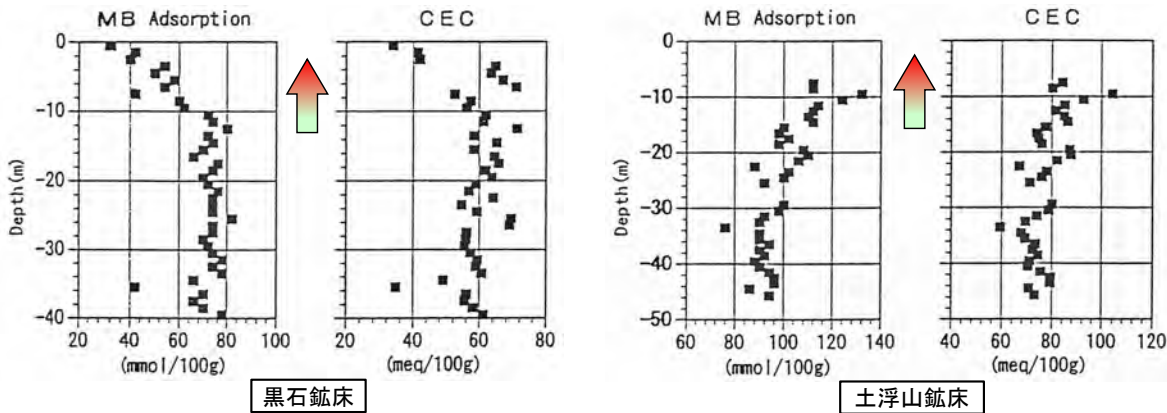 MB Adsorption
CEC
MB Adsorption
CEC
Depth(m)
0
-10
-20
-30
-40
20 40 60 80 100
20 40 60 80
(mmol/100g)
(meq/100g)
黒石鉱床
Depth(m)
0
-10
-20
-30
-40
-50
60 80 100 120 140
40 60 80 100 120
(mmol/100g)
(meq/100g)
土浮山鉱床